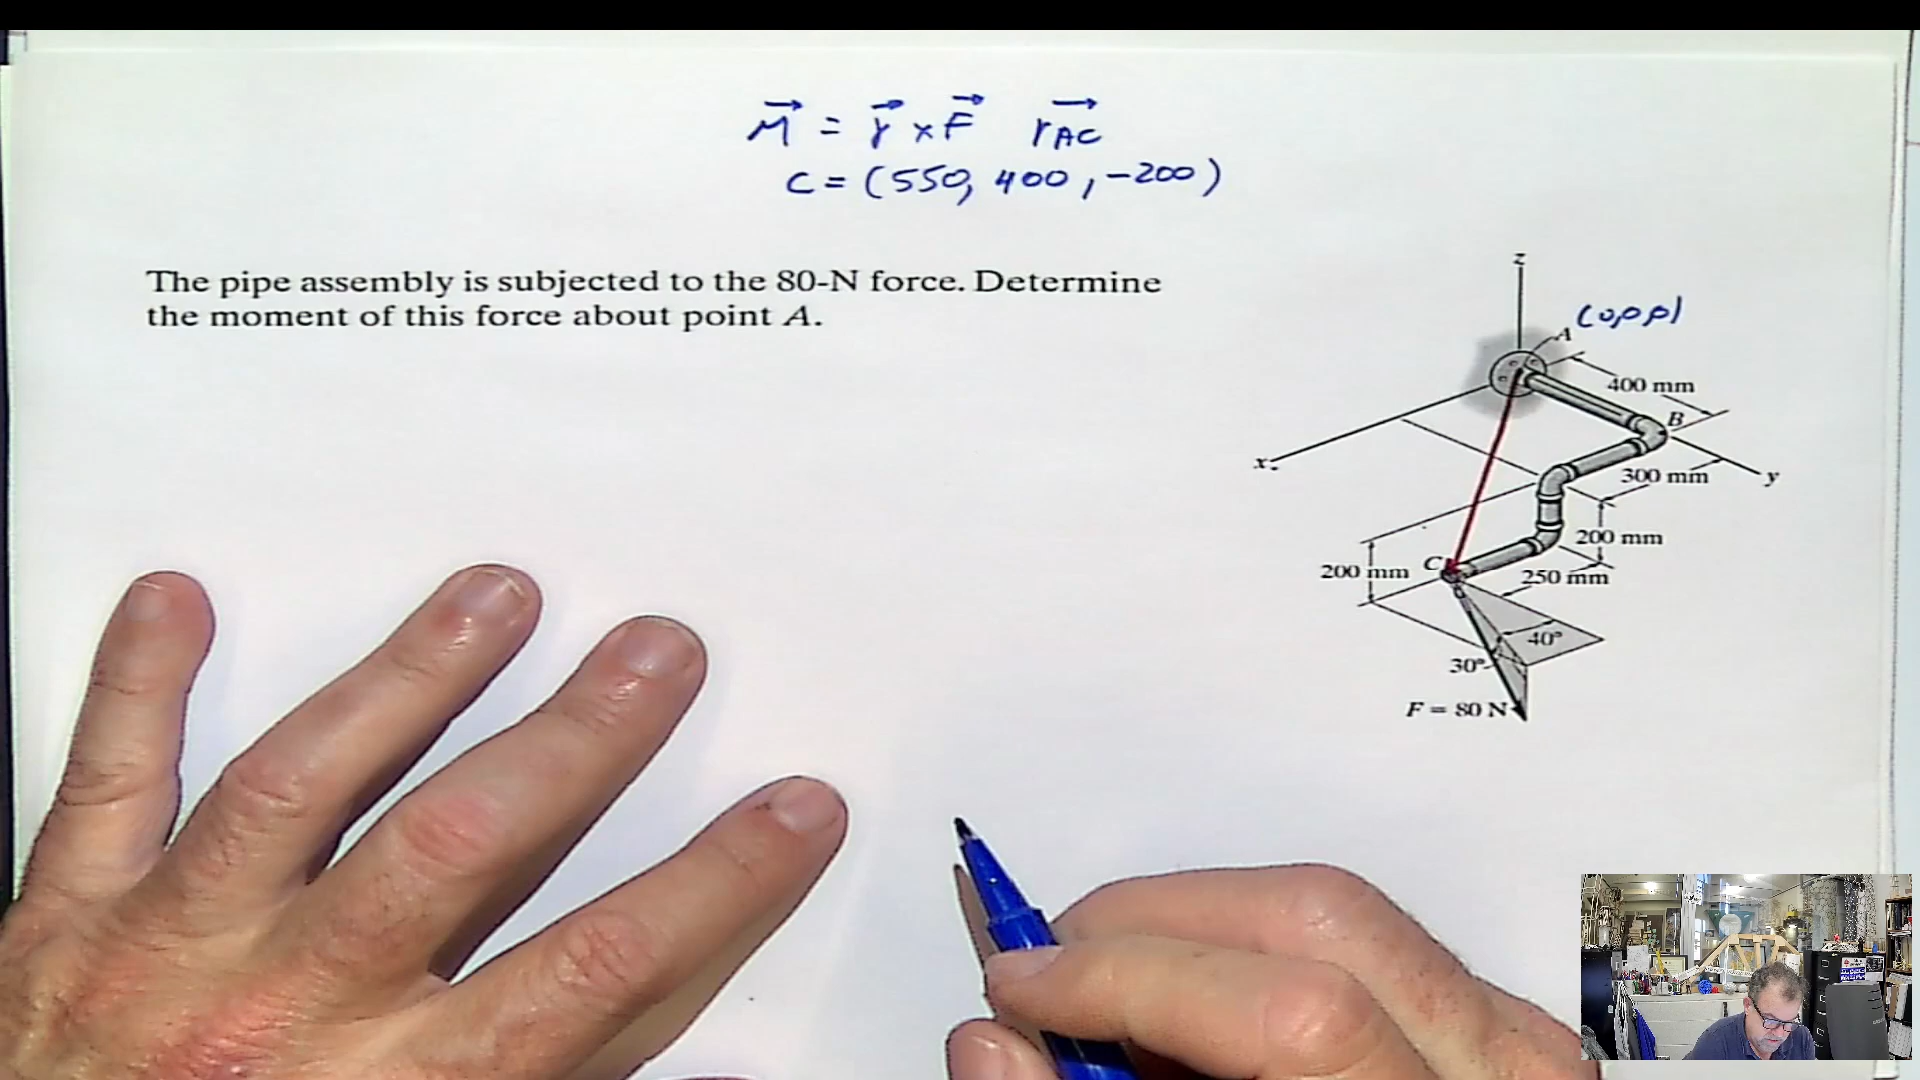 M = r × F rAC
C = (550, 400, -200)
The pipe assembly is subjected to the 80-N force. Determine
the moment of this force about point A.
z
(0,0,0)
A
400 mm
B
x
300 mm
y
200 mm
200 mm
C
250 mm
40°
30°
F = 80 N